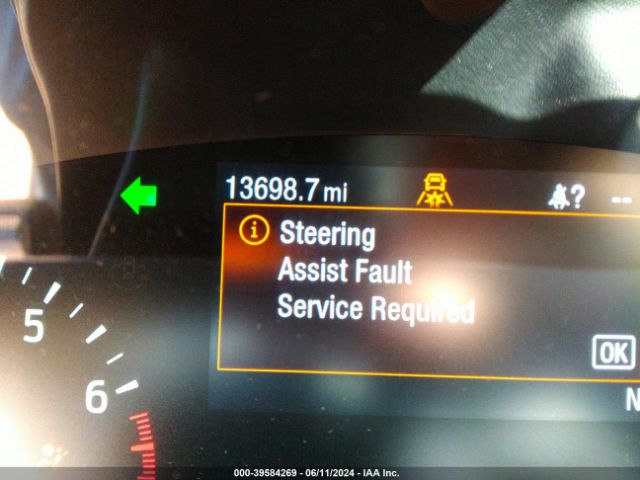 13698.7 mi
?
--
i Steering
Assist Fault
Service Required
OK
5
6
N
000-39584269 - 06/11/2024 - IAA Inc.